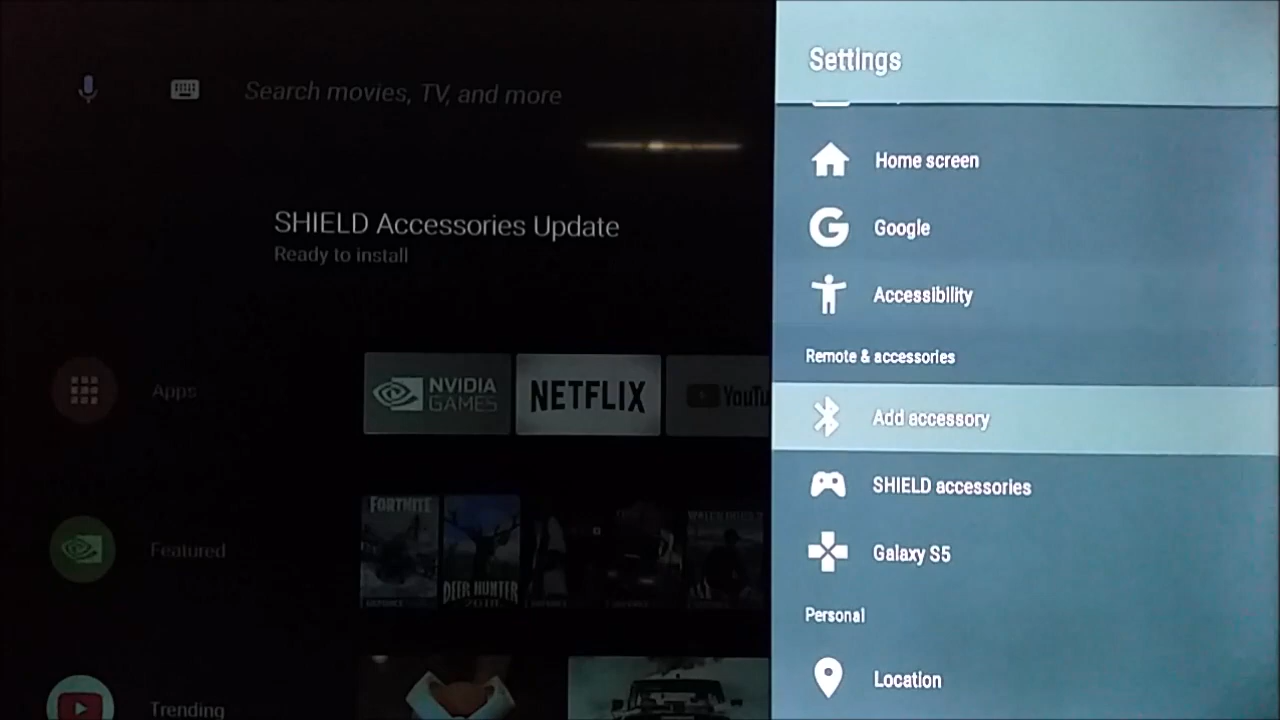 Search movies, TV, and more
SHIELD Accessories Update
Ready to install
Apps
NVIDIA
GAMES
NETFLIX
Featured
FORTNITE
DEER HUNTER
2018
Trending
Settings
Home screen
Google
Accessibility
Remote & accessories
Add accessory
SHIELD accessories
Galaxy S5
Personal
Location